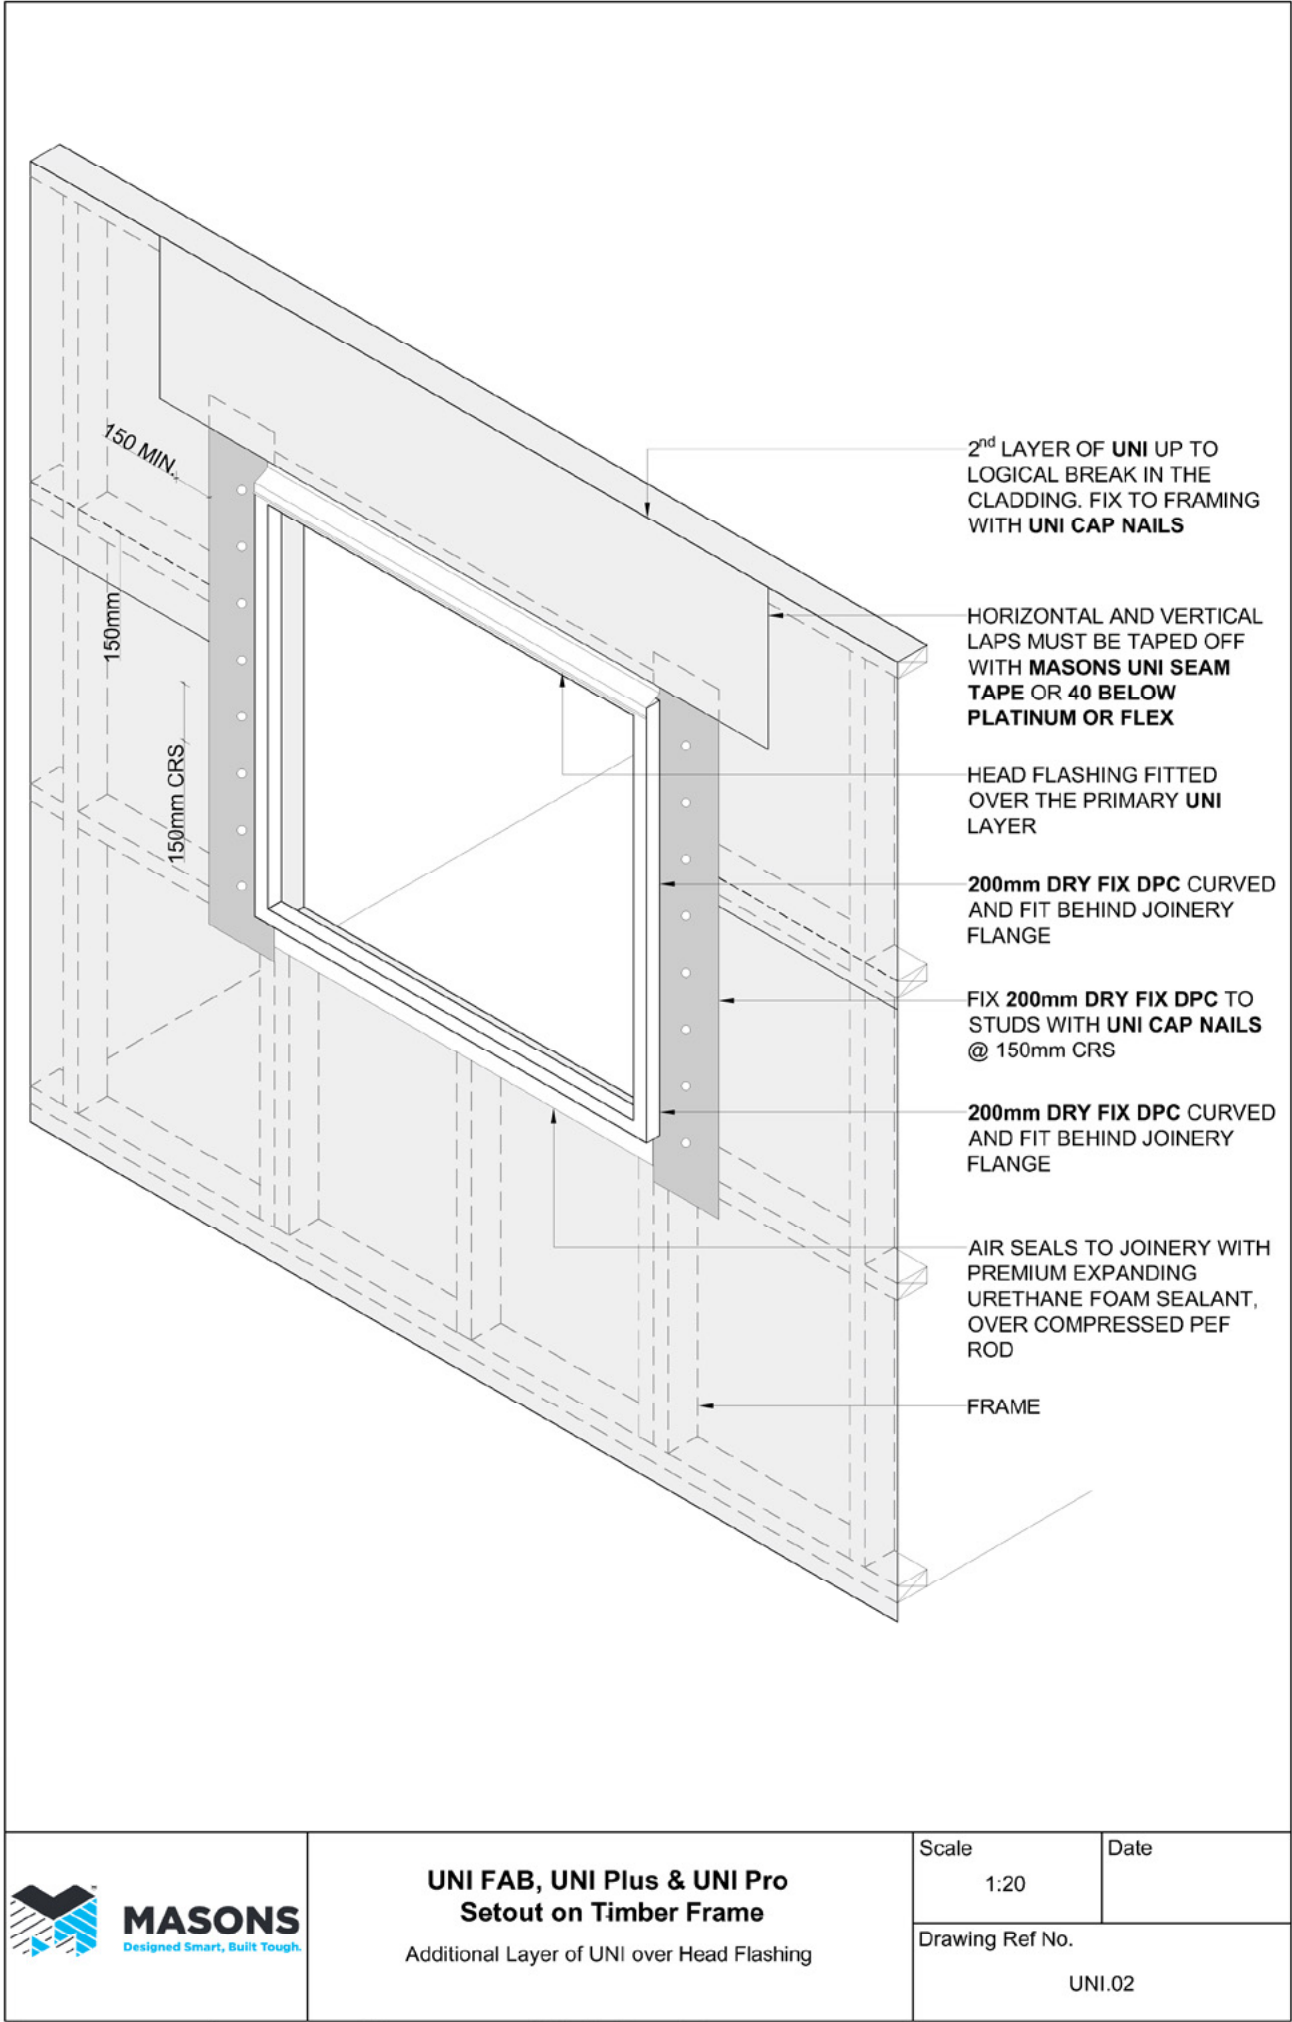 150 MIN.
150mm
150mm CRS
2nd LAYER OF UNI UP TO
LOGICAL BREAK IN THE
CLADDING. FIX TO FRAMING
WITH UNI CAP NAILS
HORIZONTAL AND VERTICAL
LAPS MUST BE TAPED OFF
WITH MASONS UNI SEAM
TAPE OR 40 BELOW
PLATINUM OR FLEX
HEAD FLASHING FITTED
OVER THE PRIMARY UNI
LAYER
200mm DRY FIX DPC CURVED
AND FIT BEHIND JOINERY
FLANGE
FIX 200mm DRY FIX DPC TO
STUDS WITH UNI CAP NAILS
@ 150mm CRS
200mm DRY FIX DPC CURVED
AND FIT BEHIND JOINERY
FLANGE
AIR SEALS TO JOINERY WITH
PREMIUM EXPANDING
URETHANE FOAM SEALANT,
OVER COMPRESSED PEF
ROD
FRAME
MASONS
Designed Smart, Built Tough.
UNI FAB, UNI Plus & UNI Pro
Setout on Timber Frame
Additional Layer of UNI over Head Flashing
Scale
1:20
Date
Drawing Ref No.
UNI.02